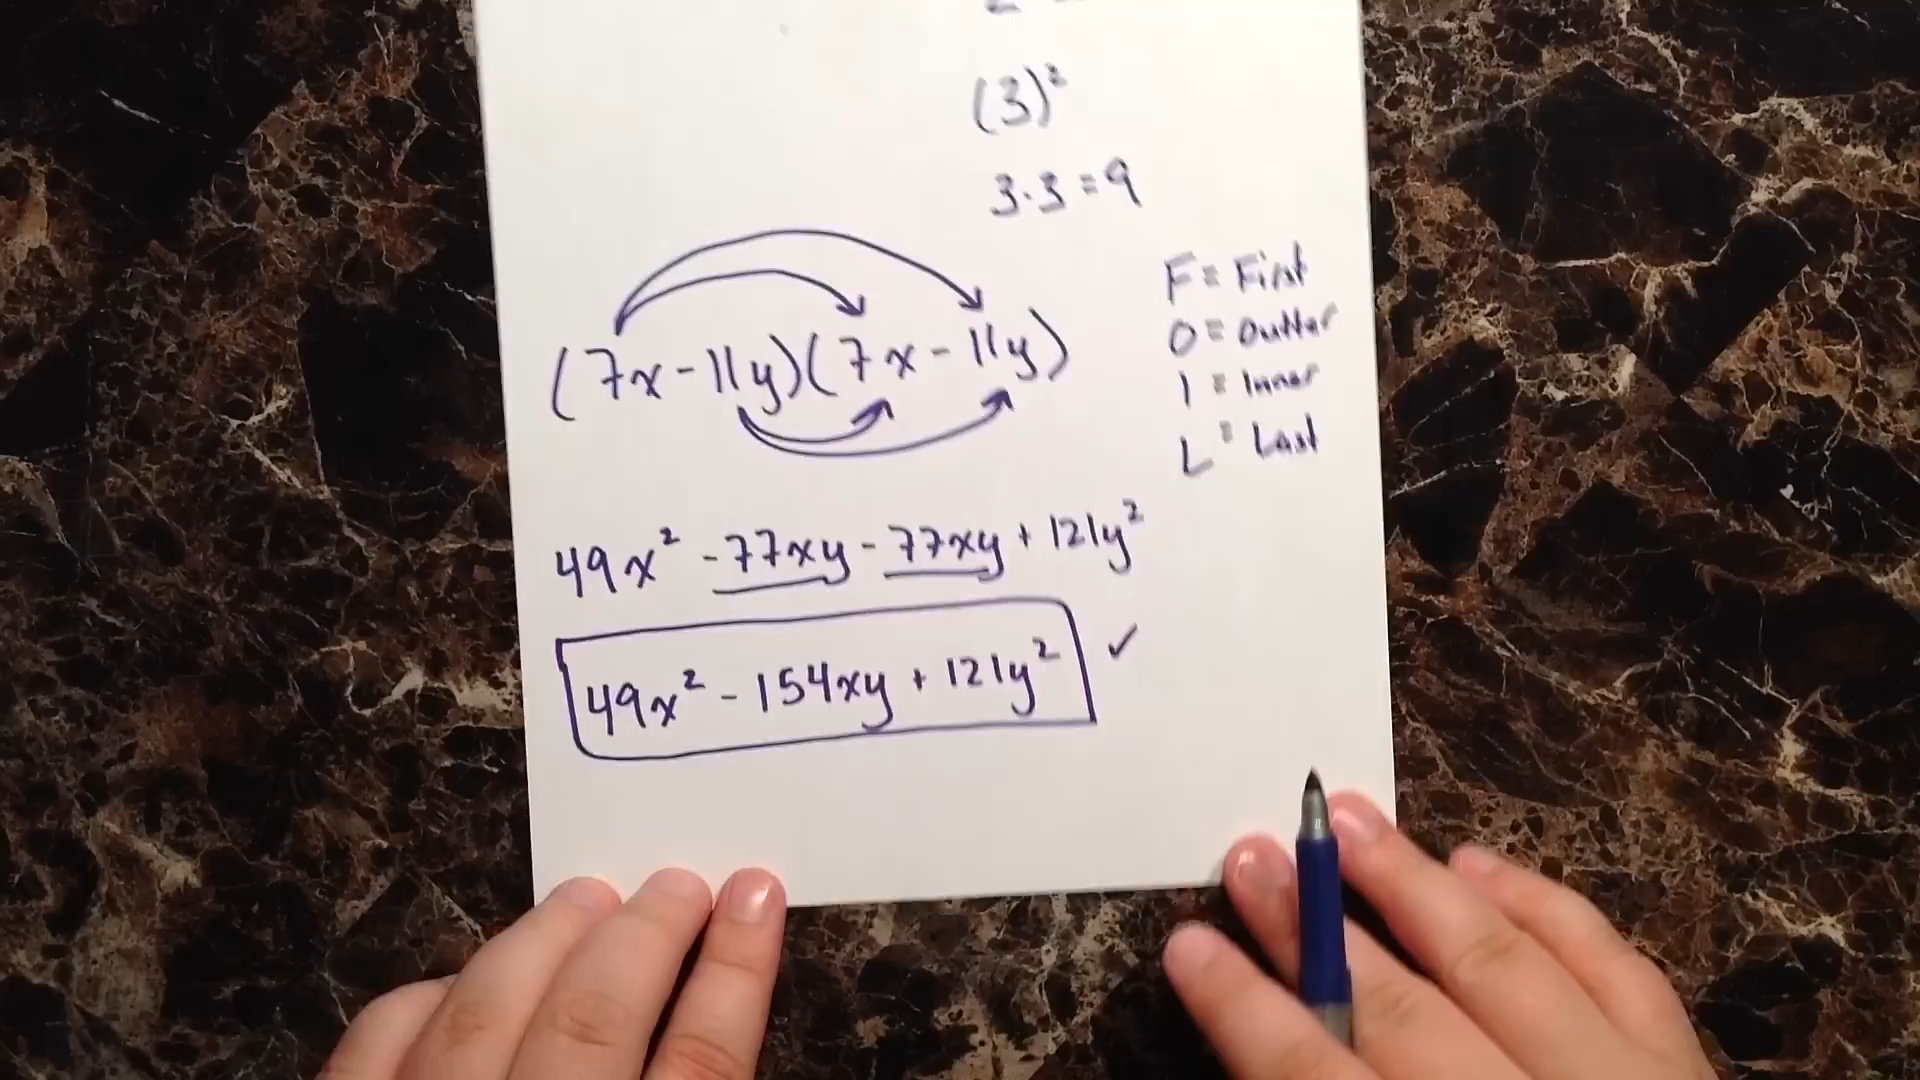 (3)²
3·3=9
F = First
O = Outter
I = Inner
L = Last
(7x-11y)(7x-11y)
49x² -77xy - 77xy + 121y²
49x² - 154xy + 121y² ✓